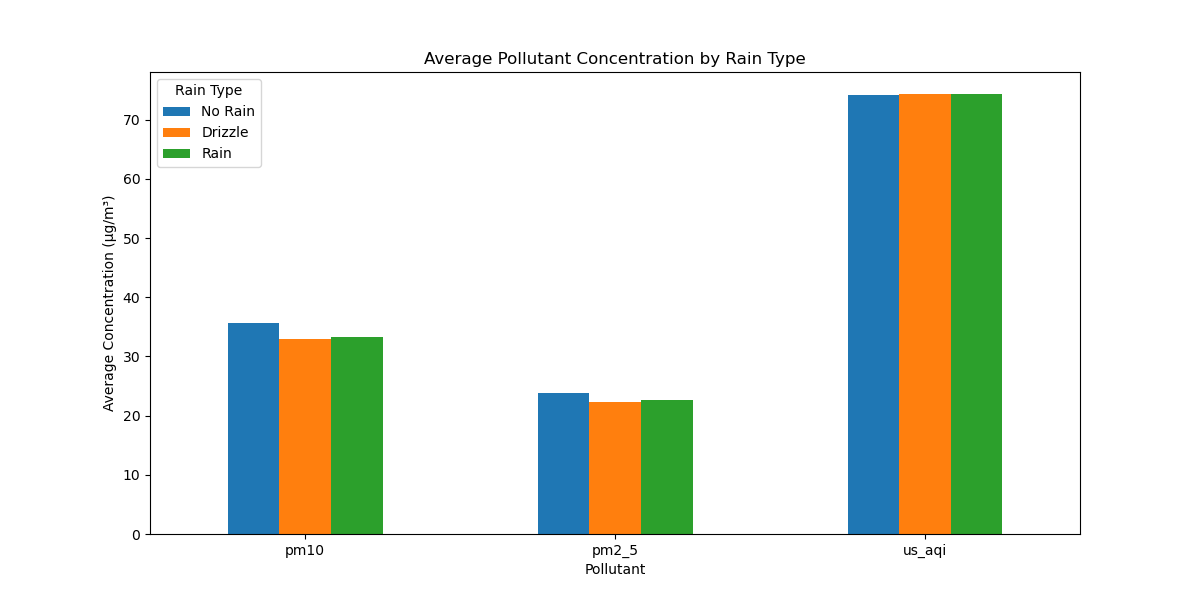 Average Pollutant Concentration by Rain Type
Rain Type
No Rain
Drizzle
Rain
Average Concentration (μg/m³)
70
60
50
40
30
20
10
0
pm10
pm2_5
us_aqi
Pollutant